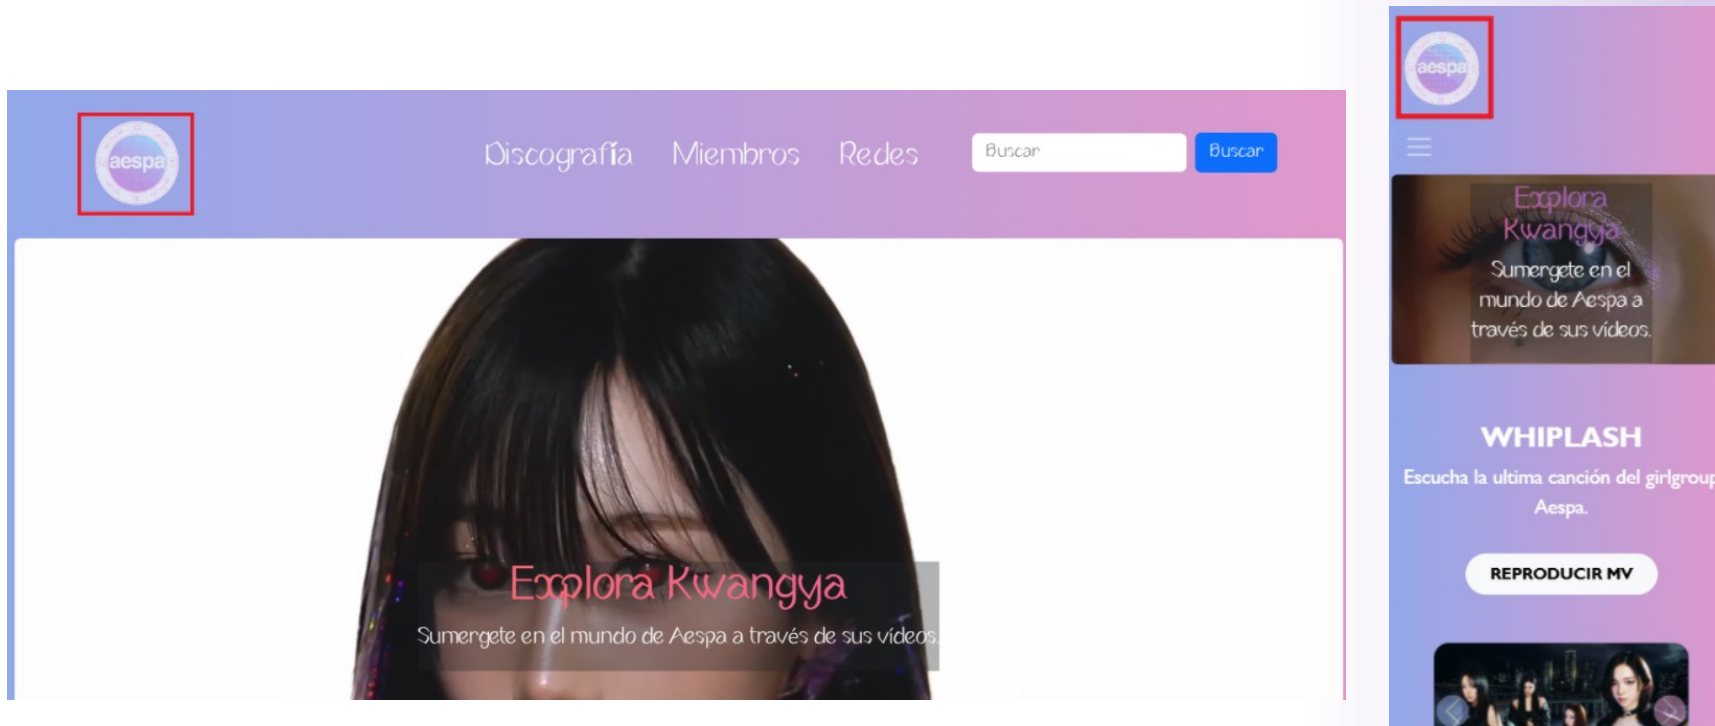 aespa
Discografía Miembros Redes Buscar Buscar
Explora Kwangya
Sumergete en el mundo de Aespa a través de sus vídeos.
aespa
Explora
Kwangya
Sumergete en el
mundo de Aespa a
través de sus vídeos.
WHIPLASH
Escucha la ultima canción del girlgroup
Aespa.
REPRODUCIR MV